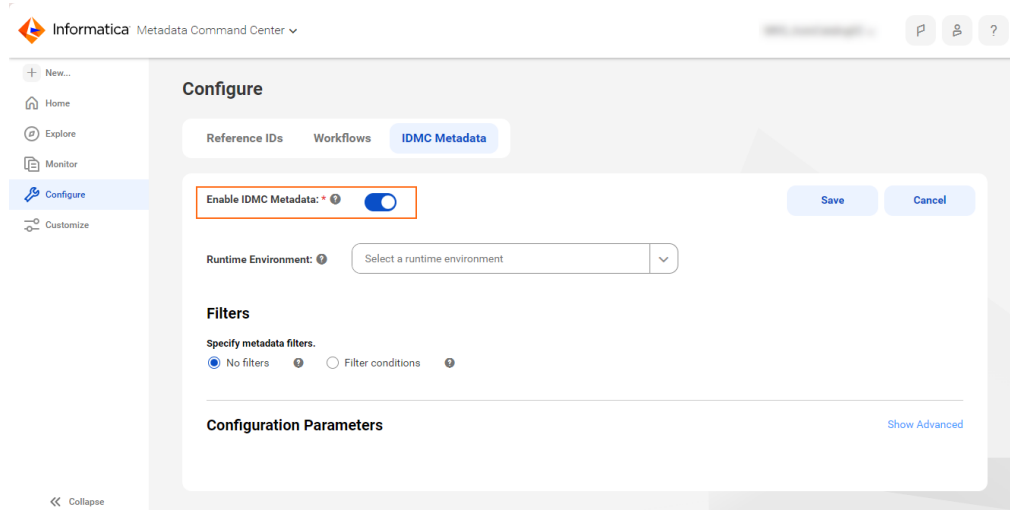 Informatica Metadata Command Center
?
New...
Home
Explore
Monitor
Configure
Customize
Collapse
Configure
Reference IDs Workflows IDMC Metadata
Enable IDMC Metadata: * ?
Save Cancel
Runtime Environment: ? Select a runtime environment
Filters
Specify metadata filters.
No filters ? Filter conditions ?
Configuration Parameters Show Advanced